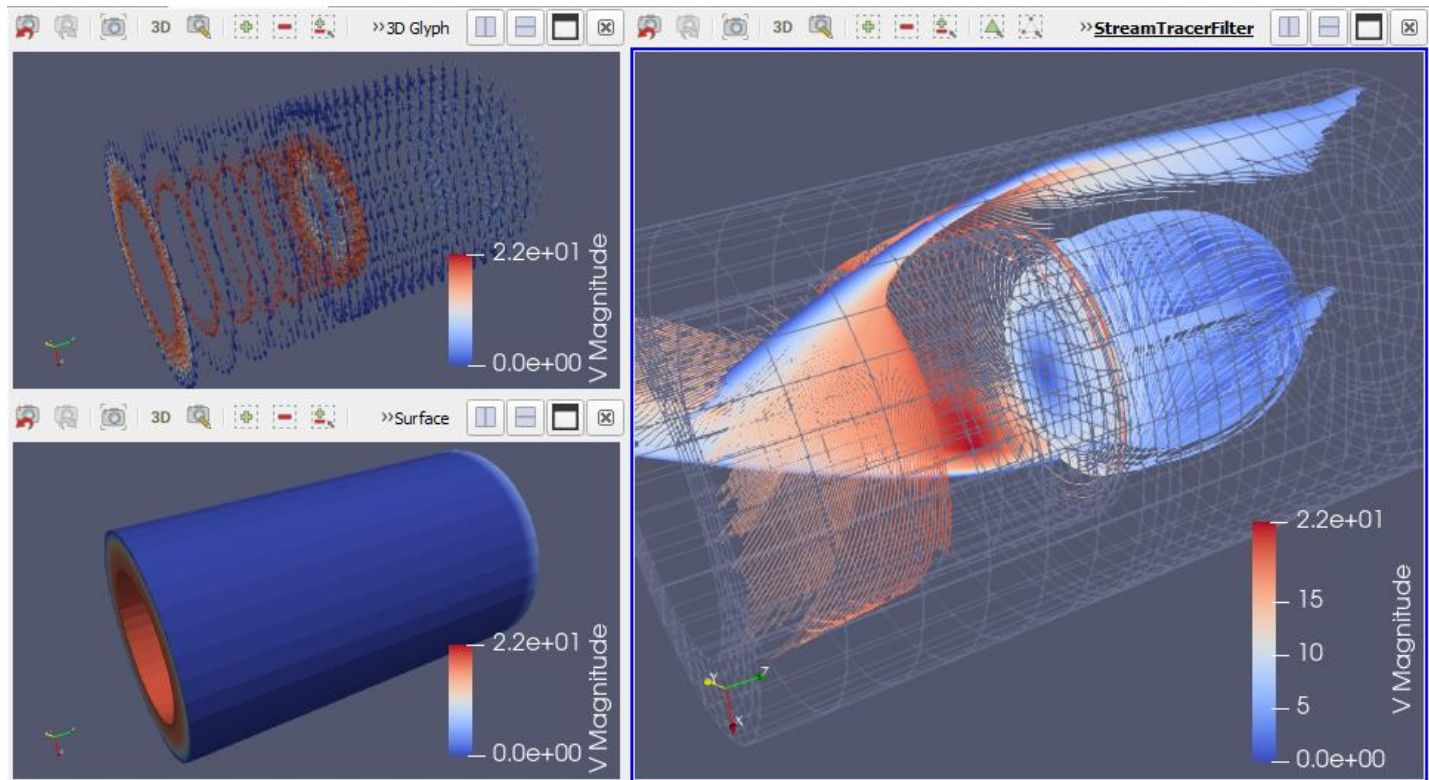 3D
»3D Glyph
2.2e+01
0.0e+00
V Magnitude
3D
»Surface
2.2e+01
0.0e+00
V Magnitude
3D
»StreamTracerFilter
2.2e+01
15
10
5
0.0e+00
V Magnitude
Y
Z
X